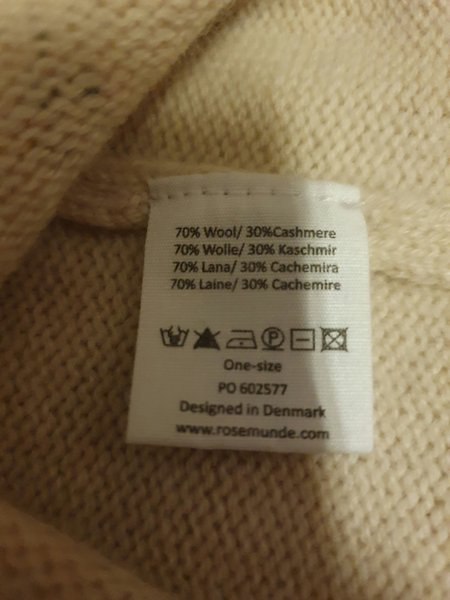 70% Wool/ 30%Cashmere
70% Wolle/ 30% Kaschmir
70% Lana/ 30% Cachemira
70% Laine/ 30% Cachemire
P
One-size
PO 602577
Designed in Denmark
www.rosemunde.com